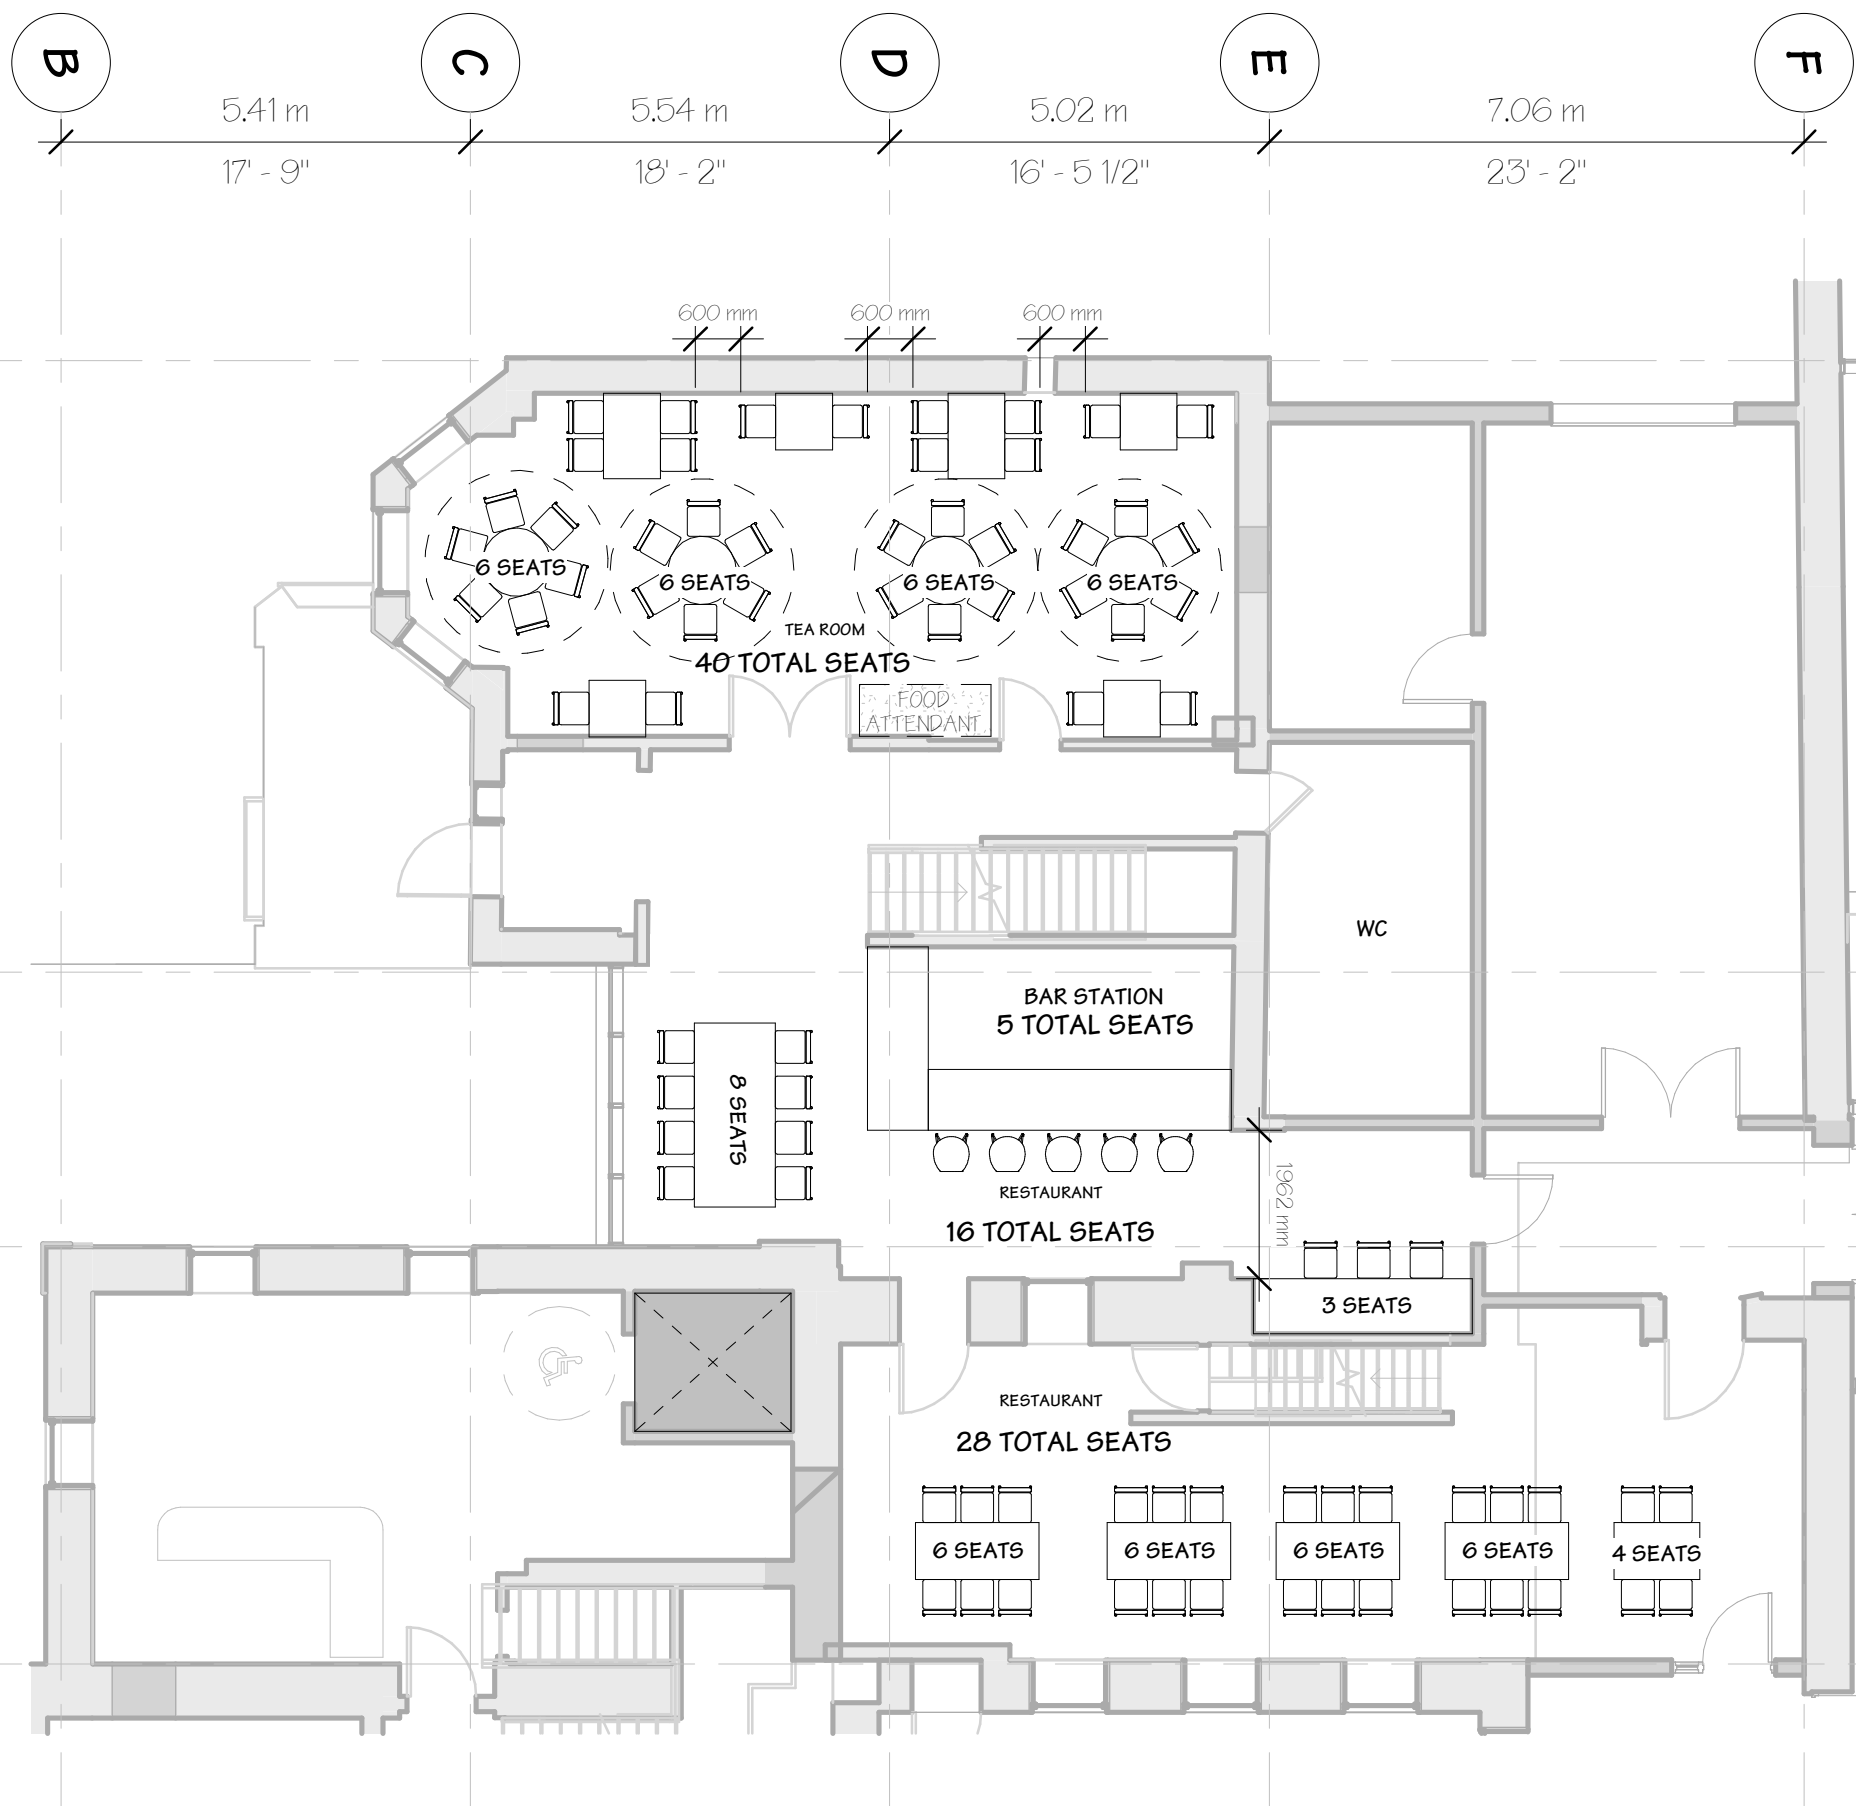 B
C
D
E
F
5.41 m
5.54 m
5.02 m
7.06 m
17' - 9"
18' - 2"
16' - 5 1/2"
23' - 2"
600 mm
600 mm
600 mm
6 SEATS
6 SEATS
6 SEATS
6 SEATS
TEA ROOM
40 TOTAL SEATS
FOOD
ATTENDANT
WC
BAR STATION
5 TOTAL SEATS
8 SEATS
RESTAURANT
16 TOTAL SEATS
1962 mm
3 SEATS
RESTAURANT
28 TOTAL SEATS
6 SEATS
6 SEATS
6 SEATS
6 SEATS
4 SEATS